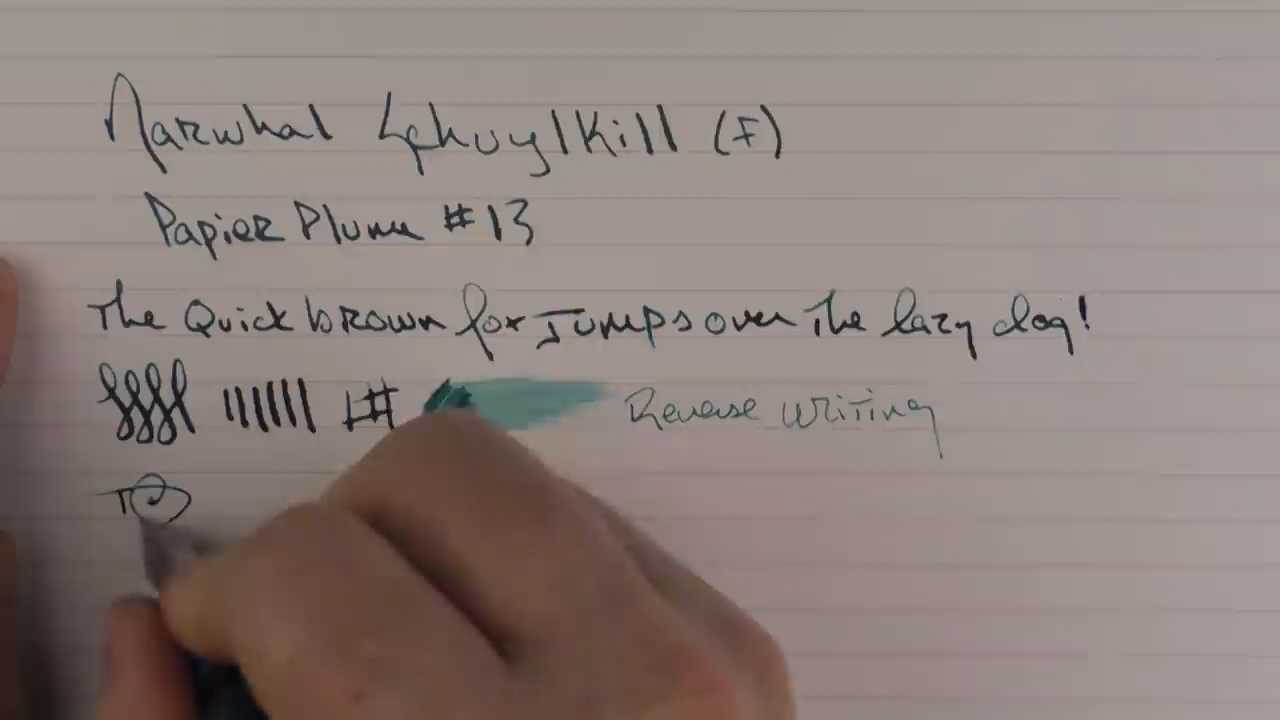 Narwhal Schuylkill (F)
Papier Plume #13
The Quick brown fox Jumps over The lazy dog!
Reverse writing